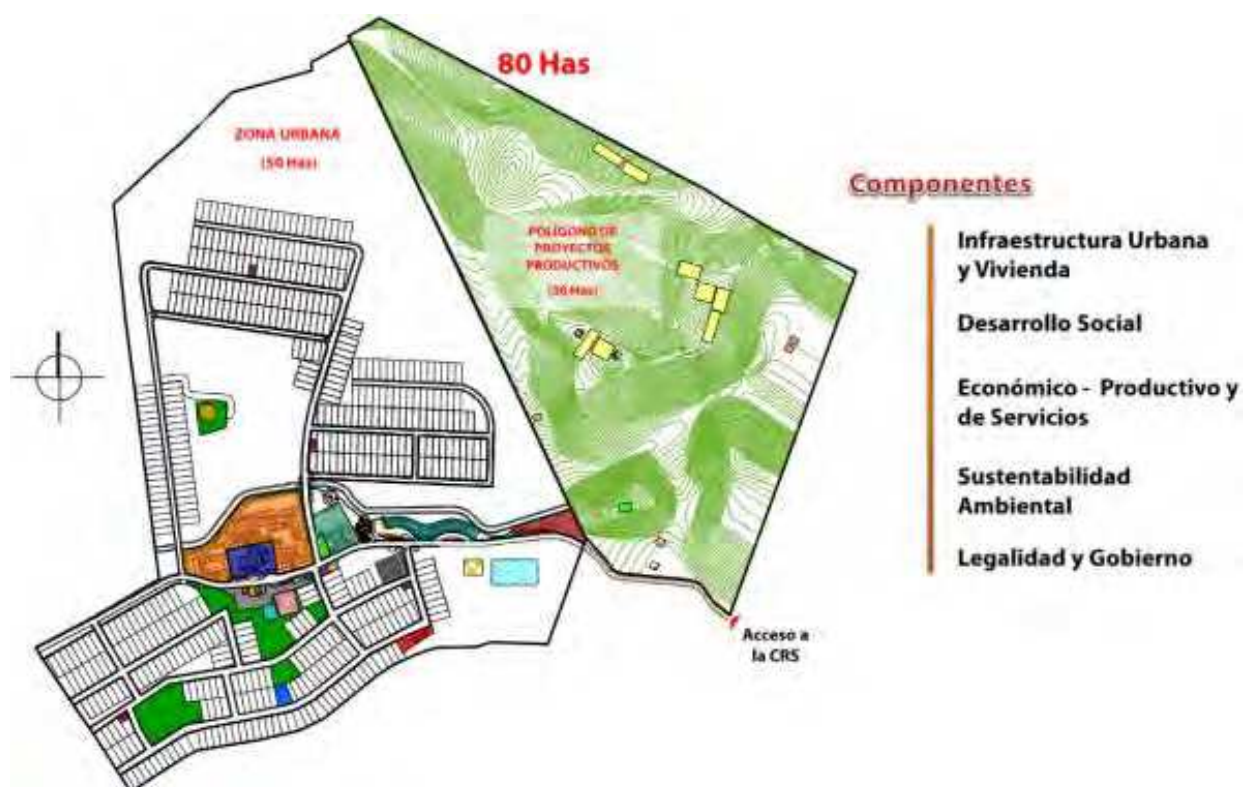 80 Has
ZONA URBANA
(50 Has)
POLÍGONO DE
PROYECTOS
PRODUCTIVOS
(30 Has)
Acceso a
la CRS
Componentes
Infraestructura Urbana
y Vivienda
Desarrollo Social
Económico - Productivo y
de Servicios
Sustentabilidad
Ambiental
Legalidad y Gobierno